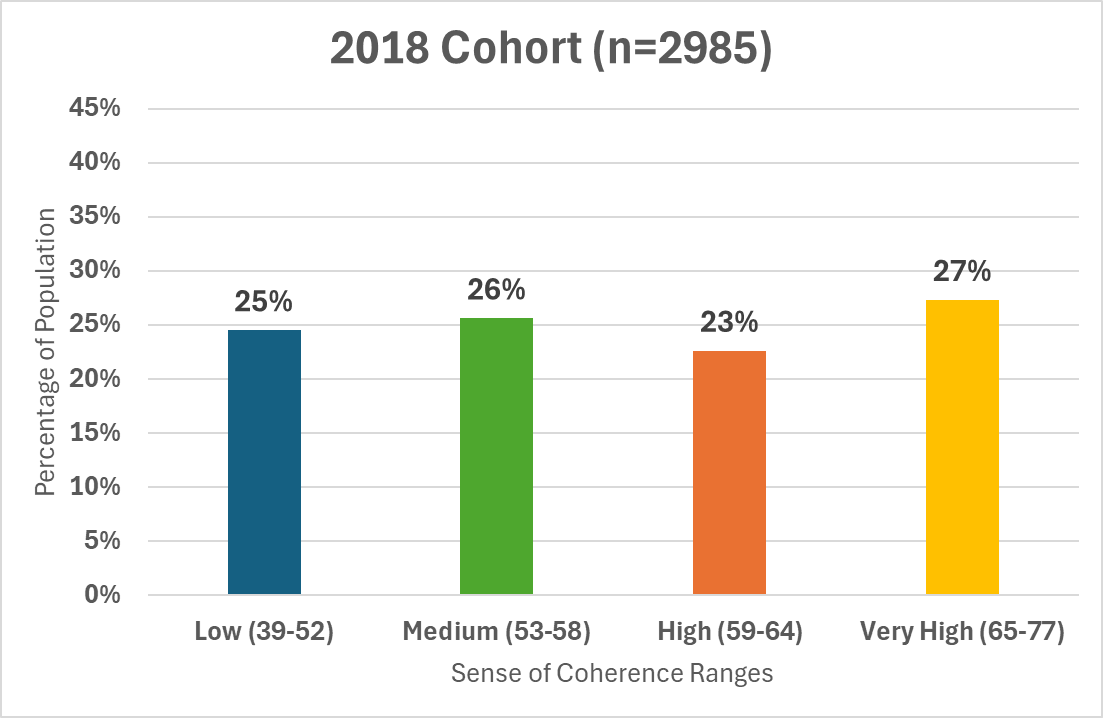 2018 Cohort (n=2985)
Percentage of Population
45%
40%
35%
30%
25%
20%
15%
10%
5%
0%
25%
26%
23%
27%
Low (39-52)
Medium (53-58)
High (59-64)
Very High (65-77)
Sense of Coherence Ranges